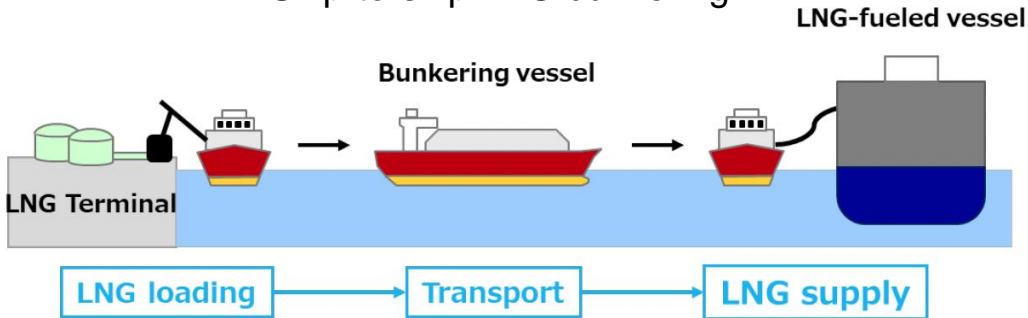 LNG-fueled vessel
Bunkering vessel
LNG Terminal
LNG loading
Transport
LNG supply